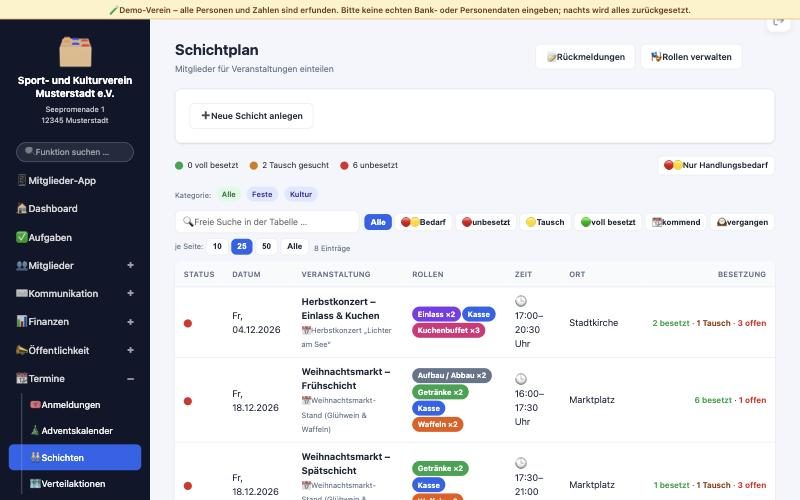 Demo-Verein – alle Personen und Zahlen sind erfunden. Bitte keine echten Bank- oder Personendaten eingeben; nachts wird alles zurückgesetzt.
Sport- und Kulturverein
Musterstadt e.V.
Seepromenade 1
12345 Musterstadt
Funktion suchen ...
Mitglieder-App
Dashboard
Aufgaben
Mitglieder +
Kommunikation +
Finanzen +
Öffentlichkeit +
Termine –
Anmeldungen
Adventskalender
Schichten
Verteilaktionen
Schichtplan
Mitglieder für Veranstaltungen einteilen
Rückmeldungen
Rollen verwalten
+Neue Schicht anlegen
0 voll besetzt 2 Tausch gesucht 6 unbesetzt
Nur Handlungsbedarf
Kategorie: Alle Feste Kultur
Freie Suche in der Tabelle ... Alle Bedarf unbesetzt Tausch voll besetzt kommend vergangen
je Seite: 10 25 50 Alle 8 Einträge
STATUS DATUM VERANSTALTUNG ROLLEN ZEIT ORT BESETZUNG
Fr,
04.12.2026
Herbstkonzert –
Einlass & Kuchen
Herbstkonzert „Lichter
am See“
Einlass ×2 Kasse
Kuchenbuffet ×3
17:00–
20:30
Uhr
Stadtkirche
2 besetzt · 1 Tausch · 3 offen
Fr,
18.12.2026
Weihnachtsmarkt –
Frühschicht
Weihnachtsmarkt-
Stand (Glühwein &
Waffeln)
Aufbau / Abbau ×2
Getränke ×2
Kasse
Waffeln ×2
16:00–
17:30
Uhr
Marktplatz
6 besetzt · 1 offen
Fr,
18.12.2026
Weihnachtsmarkt –
Spätschicht
Weihnachtsmarkt-
Stand (Glühwein &
Getränke ×2
Kasse
17:30–
21:00
Marktplatz
1 besetzt · 1 Tausch · 3 offen